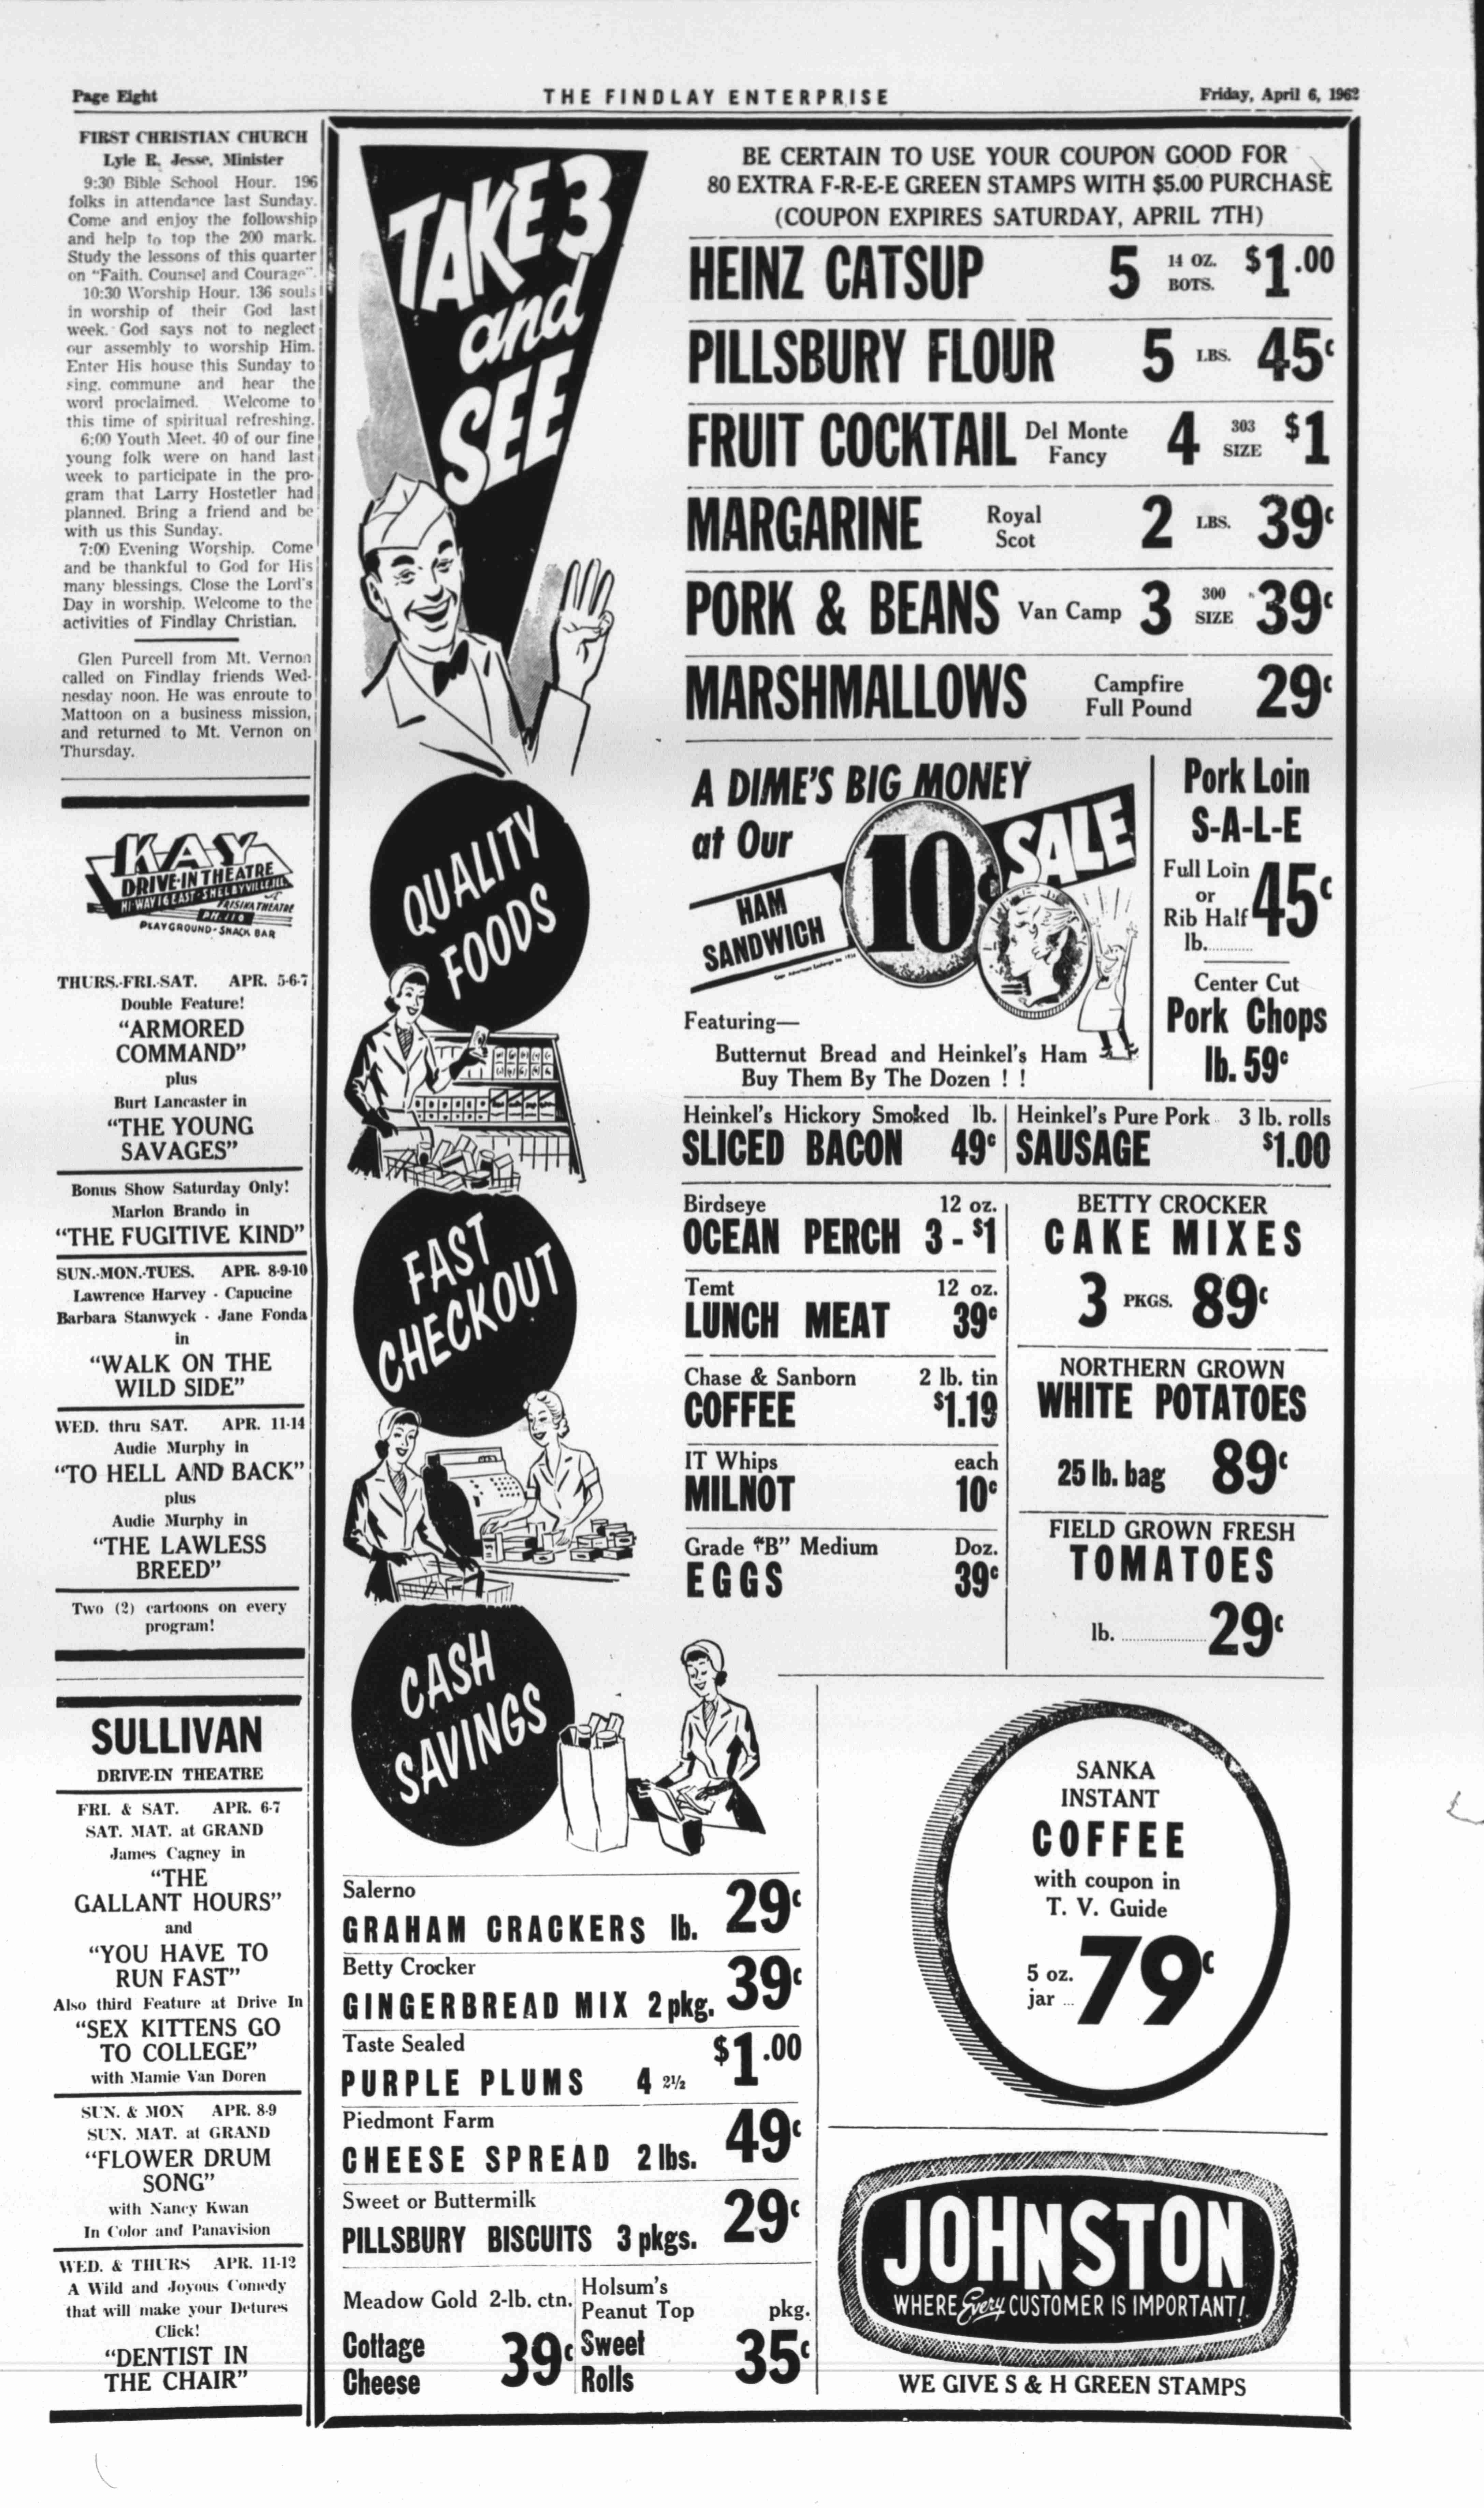 Page Eight
THE FINDLAY ENTERPRISE
Friday, April 6, 1962
FIRST CHRISTIAN CHURCH
Lyle R. Jesse, Minister
9:30 Bible School Hour. 196
folks in attendance last Sunday.
Come and enjoy the followship
and help to top the 200 mark.
Study the lessons of this quarter
on "Faith. Counsel and Courage".
10:30 Worship Hour. 136 souls
in worship of their God last
week. God says not to neglect
our assembly to worship Him.
Enter His house this Sunday to
sing, commune and hear the
word proclaimed. Welcome to
this time of spiritual refreshing.
6:00 Youth Meet. 40 of our fine
young folk were on hand last
week to participate in the pro-
gram that Larry Hostetler had
planned. Bring a friend and be
with us this Sunday.
7:00 Evening Worship. Come
and be thankful to God for His
many blessings. Close the Lord's
Day in worship. Welcome to the
activities of Findlay Christian.
Glen Purcell from Mt. Vernon
called on Findlay friends Wed-
nesday noon. He was enroute to
Mattoon on a business mission,
and returned to Mt. Vernon on
Thursday.
KAY
DRIVE-IN THEATRE
HI-WAY 16 EAST - SHELBYVILLE, ILL.
FRISINA THEATRE
PH. 110
PLAYGROUND - SNACK BAR
THURS.-FRI.-SAT. APR. 5-6-7
Double Feature!
"ARMORED
COMMAND"
plus
Burt Lancaster in
"THE YOUNG
SAVAGES"
Bonus Show Saturday Only!
Marlon Brando in
"THE FUGITIVE KIND"
SUN.-MON.-TUES. APR. 8-9-10
Lawrence Harvey - Capucine
Barbara Stanwyck - Jane Fonda
in
"WALK ON THE
WILD SIDE"
WED. thru SAT. APR. 11-14
Audie Murphy in
"TO HELL AND BACK"
plus
Audie Murphy in
"THE LAWLESS
BREED"
Two (2) cartoons on every
program!
SULLIVAN
DRIVE-IN THEATRE
FRI. & SAT. APR. 6-7
SAT. MAT. at GRAND
James Cagney in
"THE
GALLANT HOURS"
and
"YOU HAVE TO
RUN FAST"
Also third Feature at Drive In
"SEX KITTENS GO
TO COLLEGE"
with Mamie Van Doren
SUN. & MON APR. 8-9
SUN. MAT. at GRAND
"FLOWER DRUM
SONG"
with Nancy Kwan
In Color and Panavision
WED. & THURS APR. 11-12
A Wild and Joyous Comedy
that will make your Detures
Click!
"DENTIST IN
THE CHAIR"
TAKE 3
and
SEE
BE CERTAIN TO USE YOUR COUPON GOOD FOR
80 EXTRA F-R-E-E GREEN STAMPS WITH $5.00 PURCHASE
(COUPON EXPIRES SATURDAY, APRIL 7TH)
HEINZ CATSUP 5 14 OZ. BOTS. $1.00
PILLSBURY FLOUR 5 LBS. 45c
FRUIT COCKTAIL Del Monte Fancy 4 303 SIZE $1
MARGARINE Royal Scot 2 LBS. 39c
PORK & BEANS Van Camp 3 300 SIZE 39c
MARSHMALLOWS Campfire Full Pound 29c
QUALITY
FOODS
A DIME'S BIG MONEY
at Our
10c SALE
HAM
SANDWICH
Featuring—
Butternut Bread and Heinkel's Ham
Buy Them By The Dozen ! !
Pork Loin
S-A-L-E
Full Loin
or
Rib Half
lb. 45c
Center Cut
Pork Chops
lb. 59c
Heinkel's Hickory Smoked lb.
SLICED BACON 49c
Heinkel's Pure Pork 3 lb. rolls
SAUSAGE $1.00
FAST
CHECKOUT
Birdseye 12 oz.
OCEAN PERCH 3 - $1
Temt 12 oz.
LUNCH MEAT 39c
Chase & Sanborn 2 lb. tin
COFFEE $1.19
IT Whips each
MILNOT 10c
Grade "B" Medium Doz.
EGGS 39c
BETTY CROCKER
CAKE MIXES
3 PKGS. 89c
NORTHERN GROWN
WHITE POTATOES
25 lb. bag 89c
FIELD GROWN FRESH
TOMATOES
lb. 29c
CASH
SAVINGS
Salerno
GRAHAM CRACKERS lb. 29c
Betty Crocker
GINGERBREAD MIX 2 pkg. 39c
Taste Sealed
PURPLE PLUMS 4 2½ $1.00
Piedmont Farm
CHEESE SPREAD 2 lbs. 49c
Sweet or Buttermilk
PILLSBURY BISCUITS 3 pkgs. 29c
Meadow Gold 2-lb. ctn.
Cottage
Cheese 39c
Holsum's
Peanut Top pkg.
Sweet
Rolls 35c
SANKA
INSTANT
COFFEE
with coupon in
T. V. Guide
5 oz.
jar ... 79c
JOHNSTON
WHERE Every CUSTOMER IS IMPORTANT!
WE GIVE S & H GREEN STAMPS